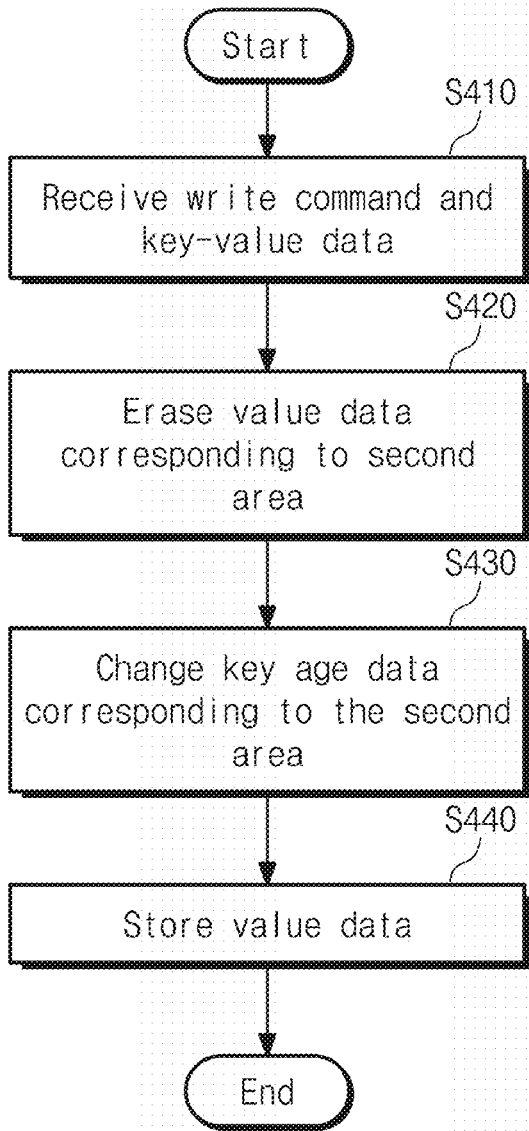 Start
S410
Receive write command and
key-value data
S420
Erase value data
corresponding to second
area
S430
Change key age data
corresponding to the second
area
S440
Store value data
End